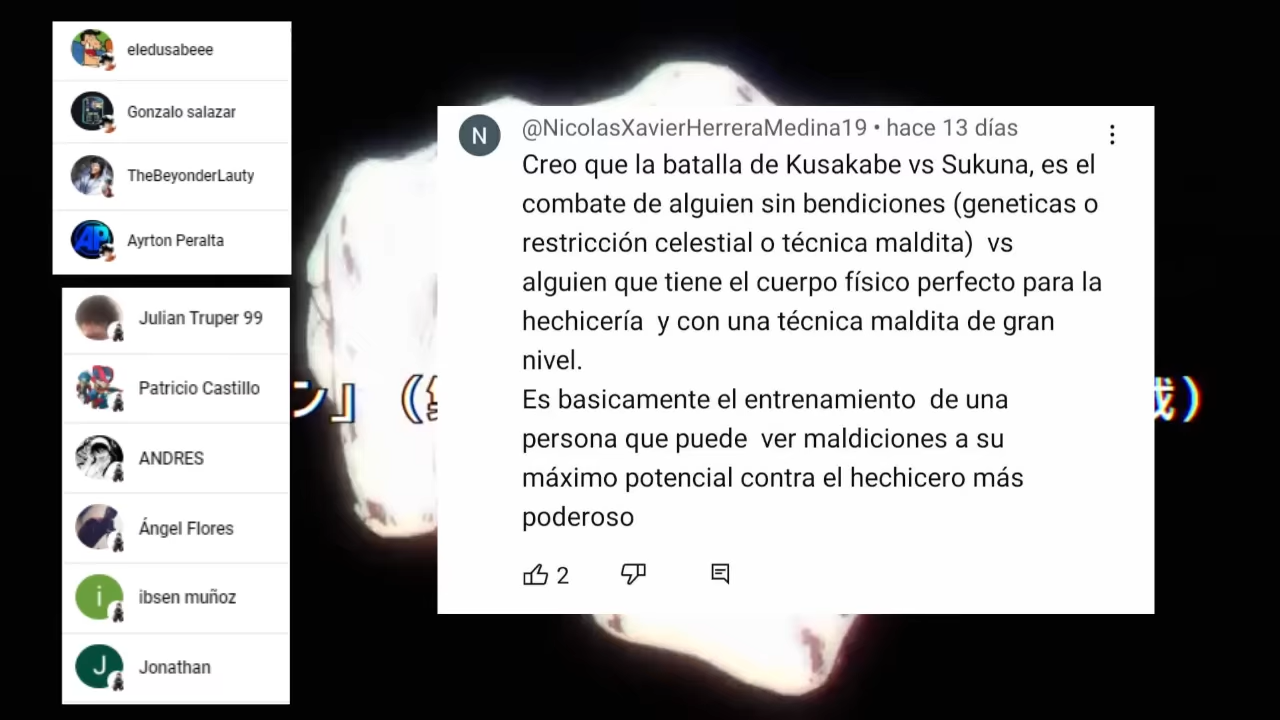 eledusabeee
Gonzalo salazar
TheBeyonderLauty
Ayrton Peralta
Julian Truper 99
Patricio Castillo
ANDRES
Ángel Flores
i
ibsen muñoz
J
Jonathan
ン」（
）
N
@NicolasXavierHerreraMedina19 • hace 13 días
Creo que la batalla de Kusakabe vs Sukuna, es el
combate de alguien sin bendiciones (geneticas o
restricción celestial o técnica maldita)  vs
alguien que tiene el cuerpo físico perfecto para la
hechicería  y con una técnica maldita de gran
nivel.
Es basicamente el entrenamiento  de una
persona que puede  ver maldiciones a su
máximo potencial contra el hechicero más
poderoso
2